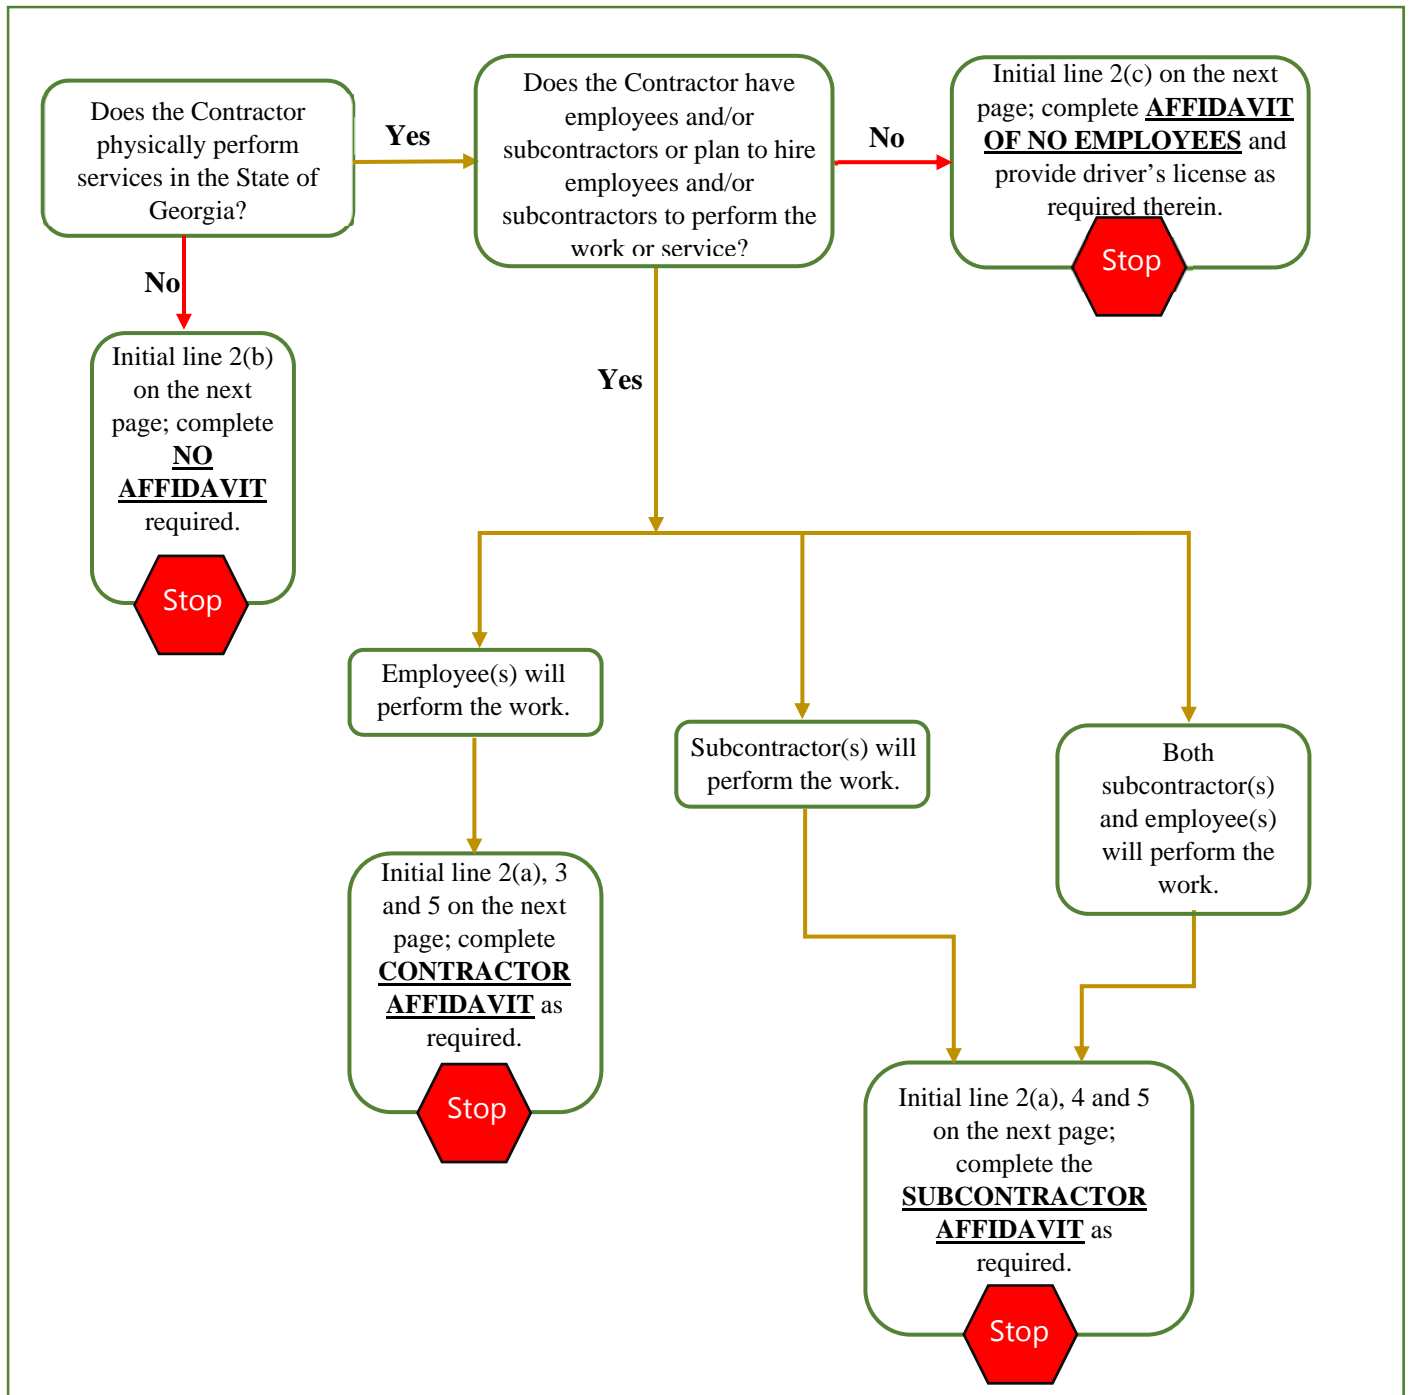 Does the Contractor
physically perform
services in the State of
Georgia?
Yes
Does the Contractor have
employees and/or
subcontractors or plan to hire
employees and/or
subcontractors to perform the
work or service?
No
Initial line 2(c) on the next
page; complete AFFIDAVIT
OF NO EMPLOYEES and
provide driver’s license as
required therein.
Stop
No
Initial line 2(b)
on the next
page; complete
NO
AFFIDAVIT
required.
Stop
Yes
Employee(s) will
perform the work.
Subcontractor(s) will
perform the work.
Both
subcontractor(s)
and employee(s)
will perform the
work.
Initial line 2(a), 3
and 5 on the next
page; complete
CONTRACTOR
AFFIDAVIT as
required.
Stop
Initial line 2(a), 4 and 5
on the next page;
complete the
SUBCONTRACTOR
AFFIDAVIT as
required.
Stop